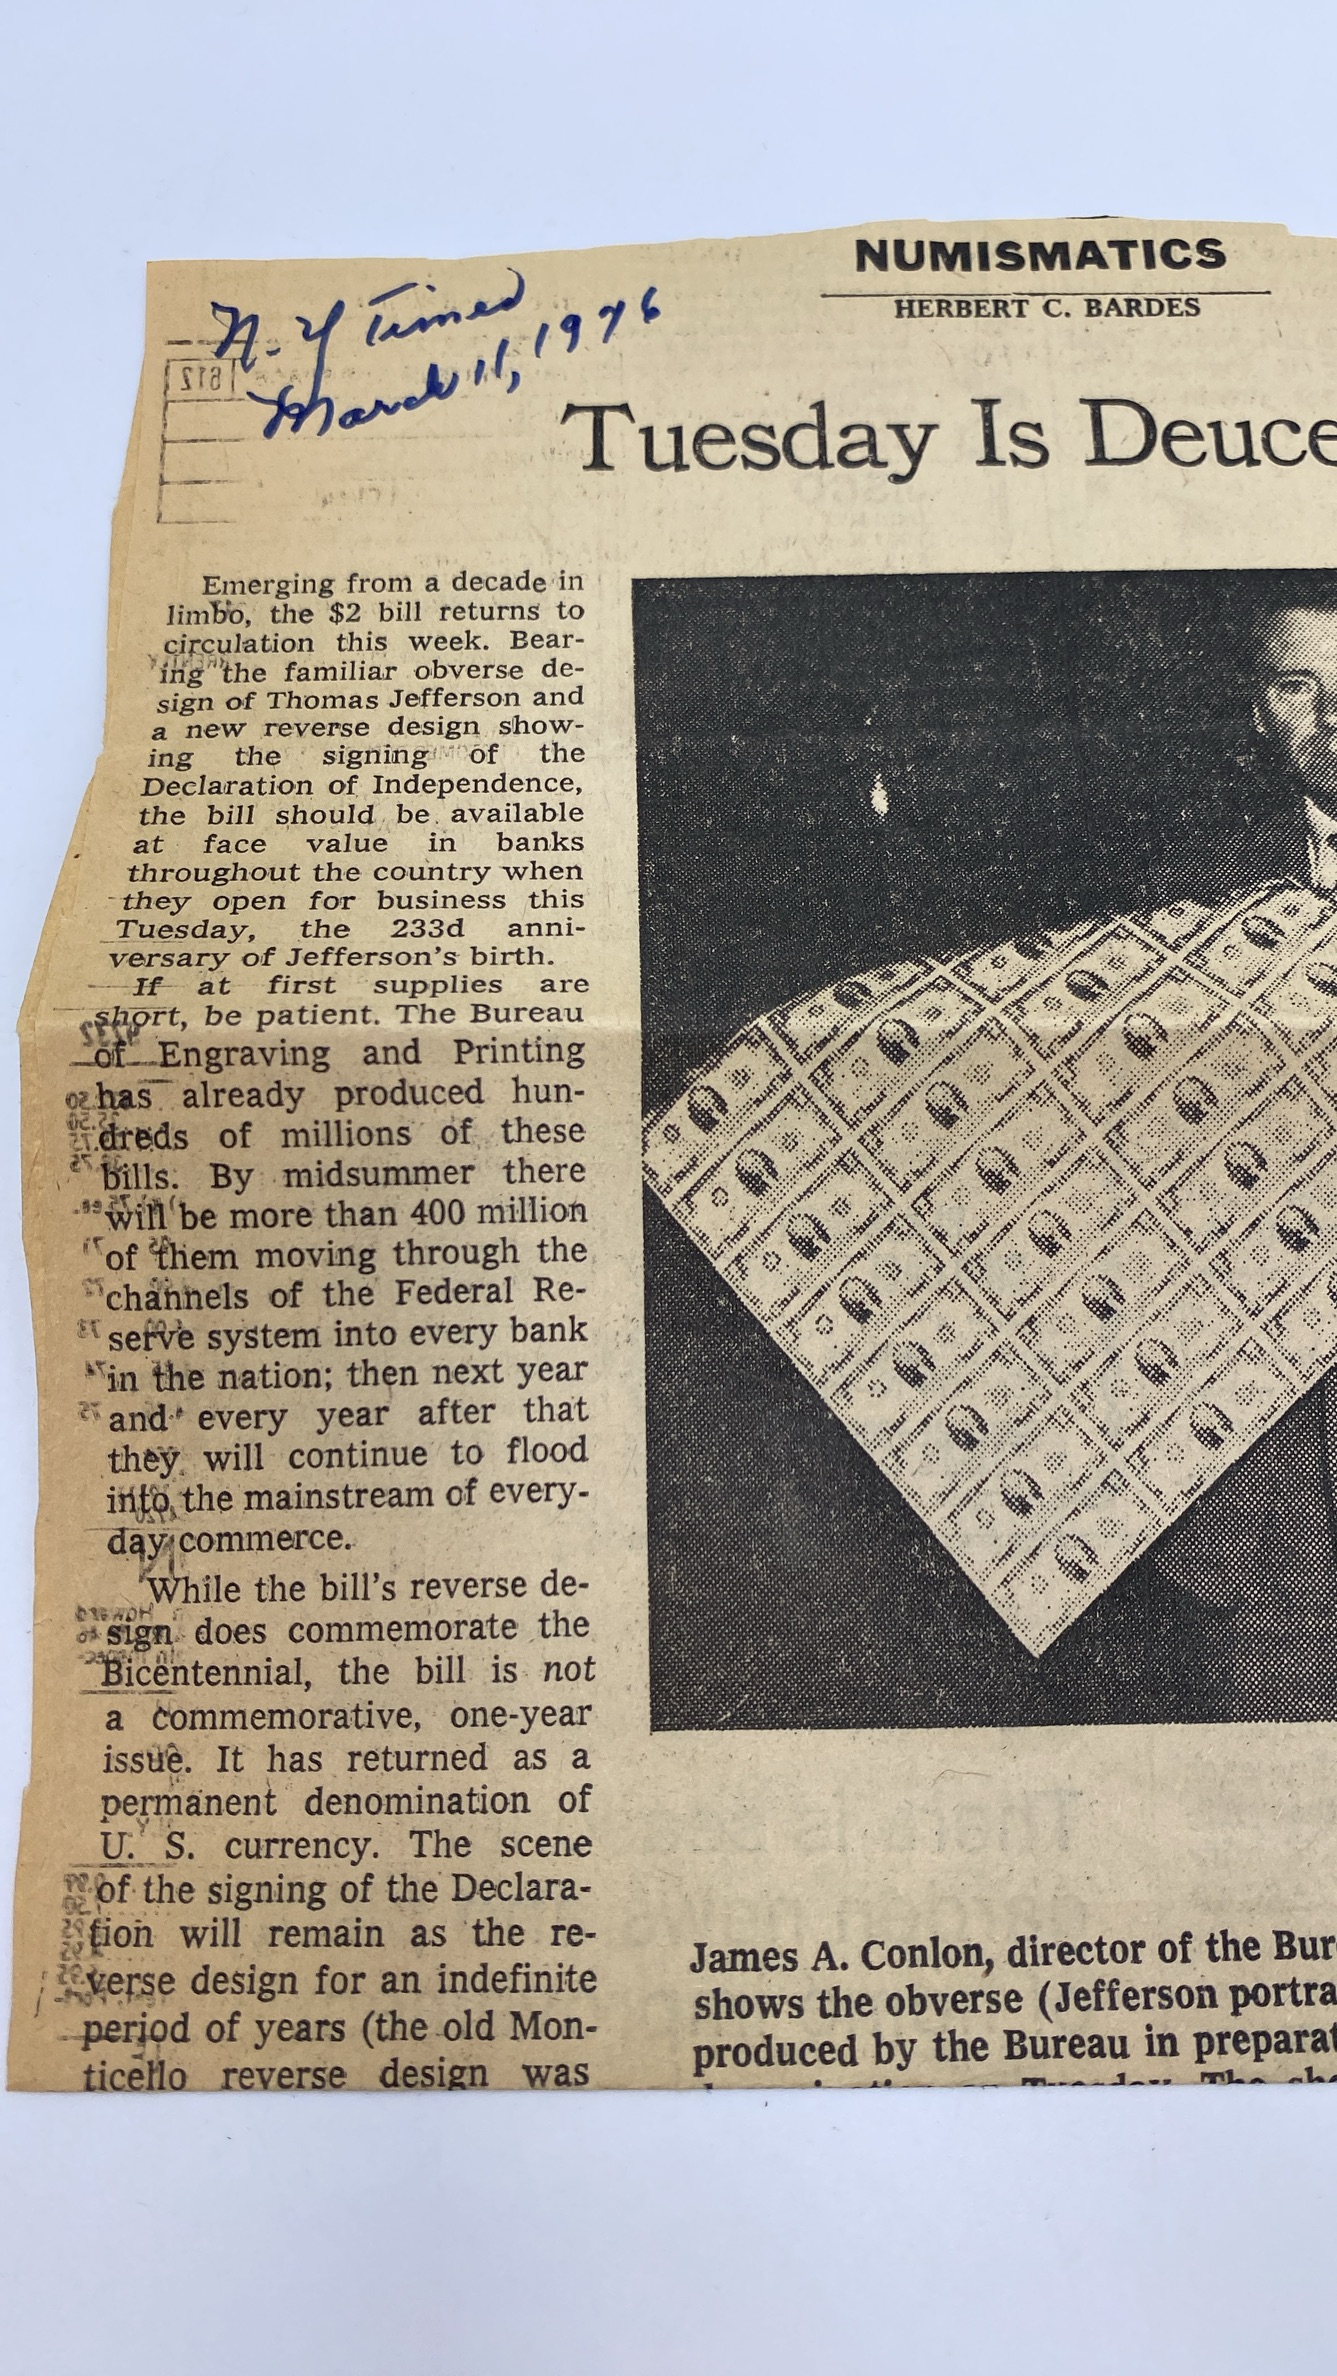 NUMISMATICS
HERBERT C. BARDES
N. Y Times
March 11, 1976
Tuesday Is Deuce
Emerging from a decade in
limbo, the $2 bill returns to
circulation this week. Bear-
ing the familiar obverse de-
sign of Thomas Jefferson and
a new reverse design show-
ing the signing of the
Declaration of Independence,
the bill should be available
at face value in banks
throughout the country when
they open for business this
Tuesday, the 233d anni-
versary of Jefferson's birth.
If at first supplies are
short, be patient. The Bureau
of Engraving and Printing
has already produced hun-
dreds of millions of these
bills. By midsummer there
will be more than 400 million
of them moving through the
channels of the Federal Re-
serve system into every bank
in the nation; then next year
and every year after that
they will continue to flood
into the mainstream of every-
day commerce.
While the bill's reverse de-
sign does commemorate the
Bicentennial, the bill is not
a commemorative, one-year
issue. It has returned as a
permanent denomination of
U. S. currency. The scene
of the signing of the Declara-
tion will remain as the re-
verse design for an indefinite
period of years (the old Mon-
ticello reverse design was
James A. Conlon, director of the Bur
shows the obverse (Jefferson portra
produced by the Bureau in preparat
Tuesday. The